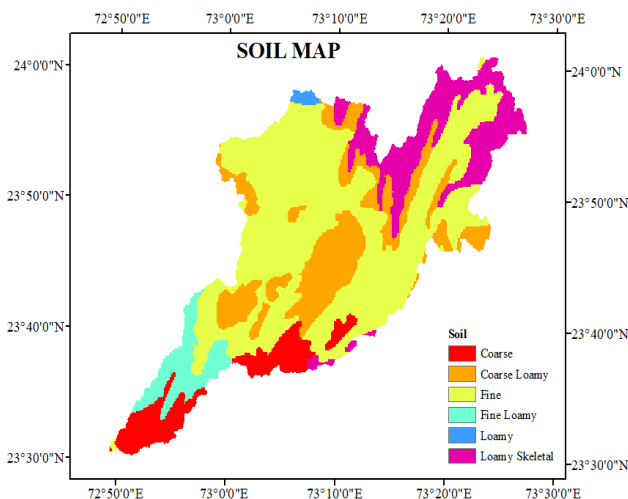 72°50'0"E 73°0'0"E 73°10'0"E 73°20'0"E 73°30'0"E
SOIL MAP
24°0'0"N 24°0'0"N
23°50'0"N 23°50'0"N
23°40'0"N 23°40'0"N
Soil
Coarse
Coarse Loamy
Fine
Fine Loamy
Loamy
Loamy Skeletal
23°30'0"N 23°30'0"N
72°50'0"E 73°0'0"E 73°10'0"E 73°20'0"E 73°30'0"E